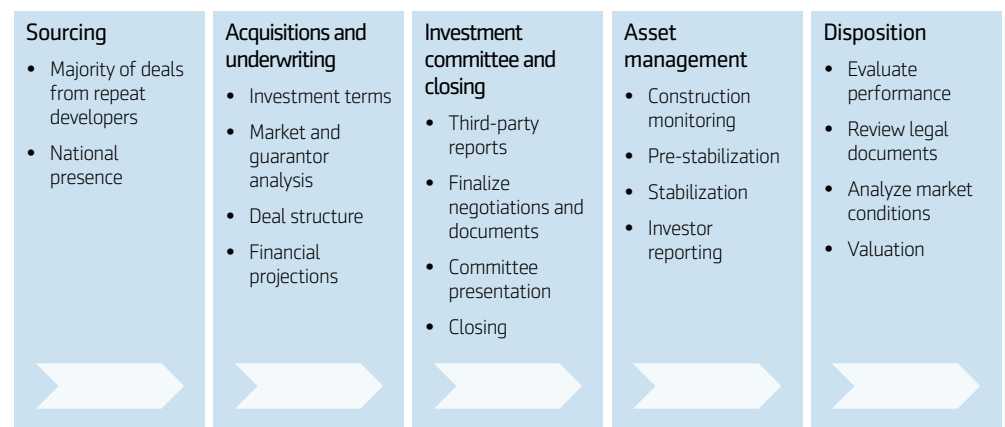 Sourcing
• Majority of deals
from repeat
developers
• National
presence
Acquisitions and
underwriting
• Investment terms
• Market and
guarantor
analysis
• Deal structure
• Financial
projections
Investment
committee and
closing
• Third-party
reports
• Finalize
negotiations and
documents
• Committee
presentation
• Closing
Asset
management
• Construction
monitoring
• Pre-stabilization
• Stabilization
• Investor
reporting
Disposition
• Evaluate
performance
• Review legal
documents
• Analyze market
conditions
• Valuation